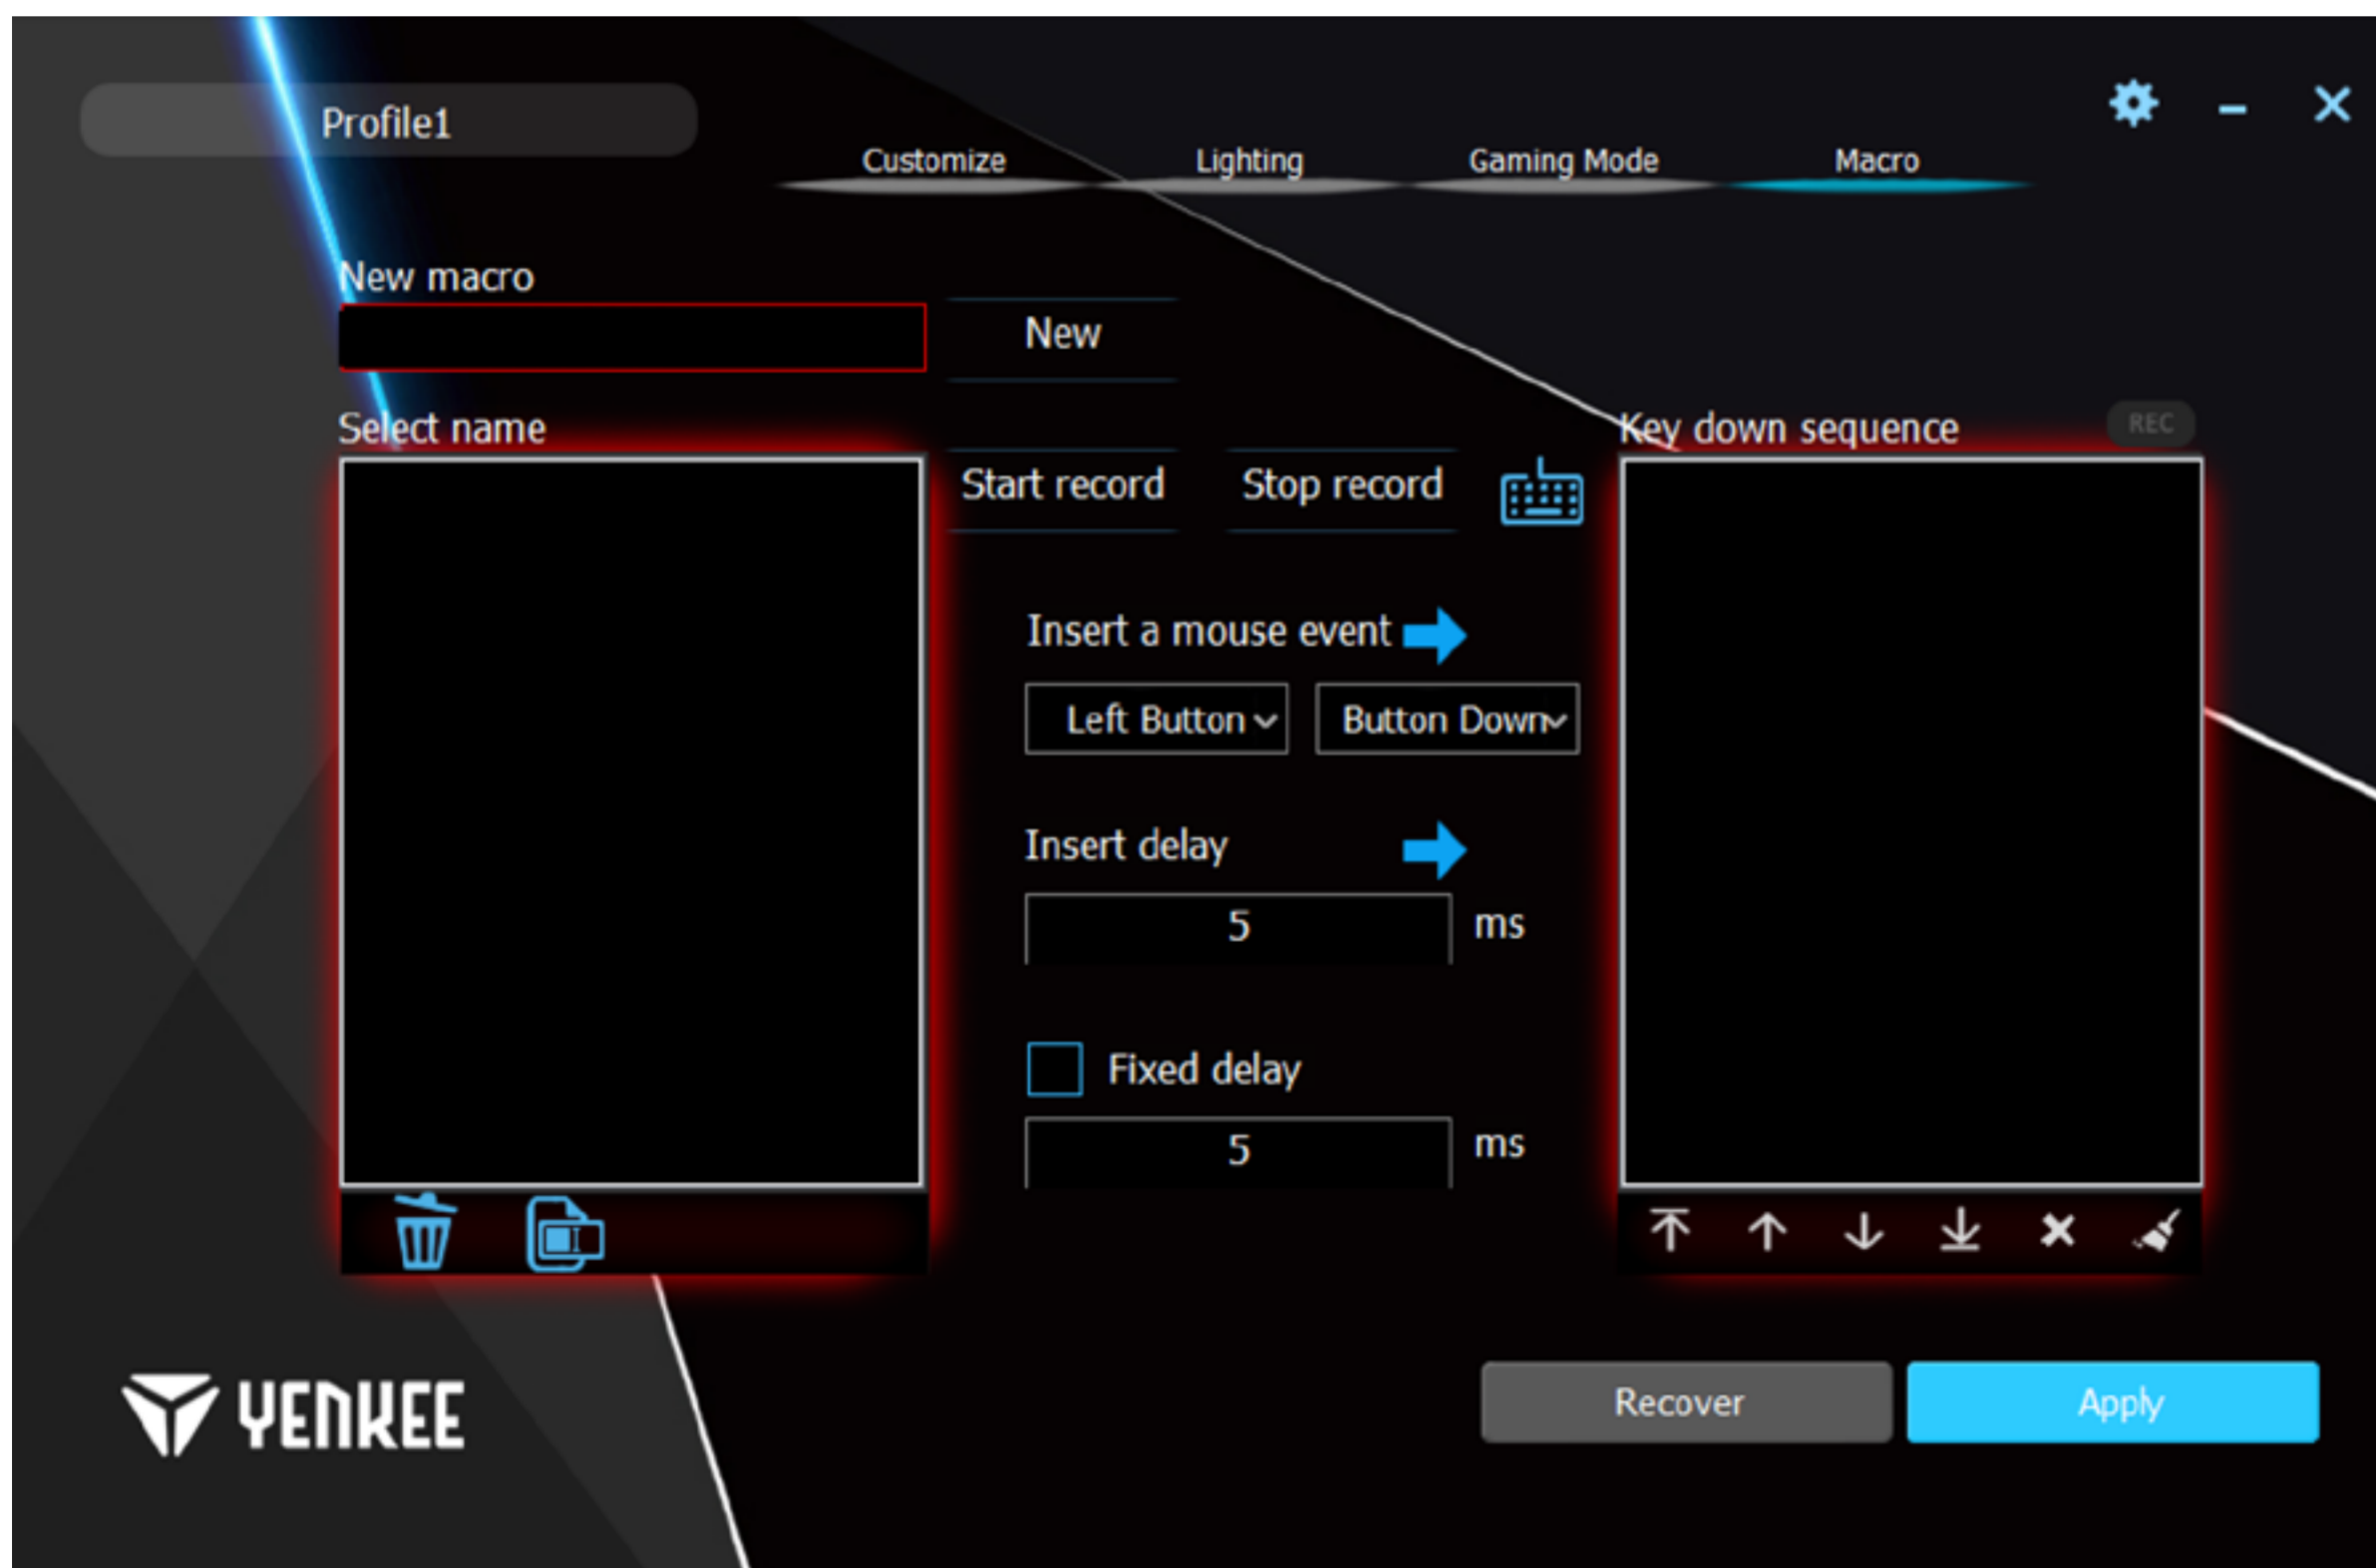 Profile1
Customize
Lighting
Gaming Mode
Macro
New macro
New
Select name
Start record
Stop record
Key down sequence
REC
Insert a mouse event
Left Button
Button Down
Insert delay
5 ms
Fixed delay
5 ms
YENKEE
Recover
Apply